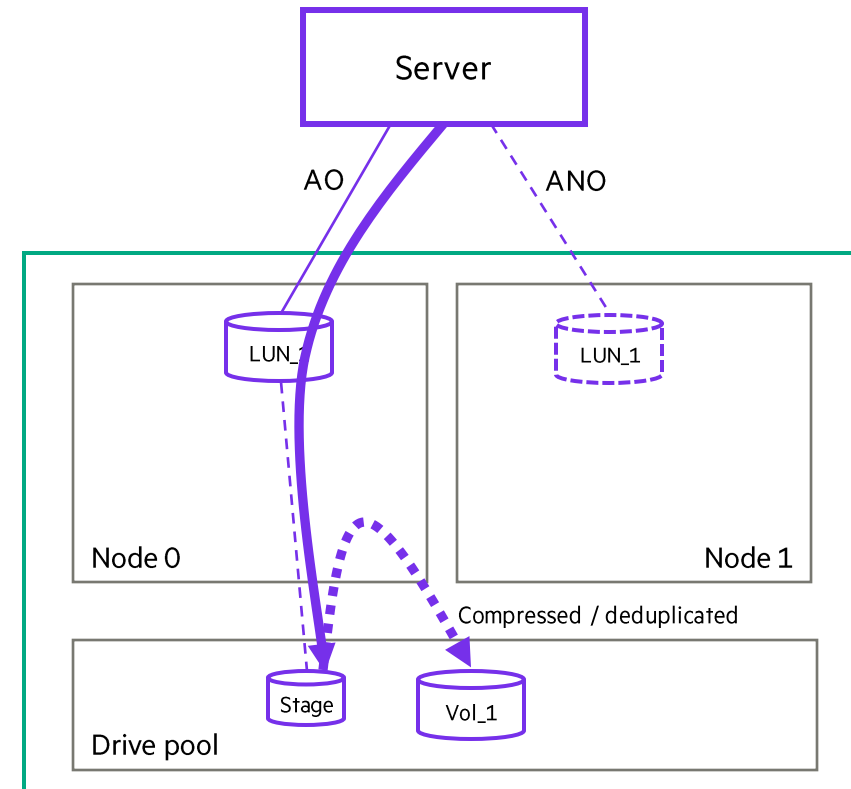 Server
AO
ANO
LUN_1
LUN_1
Node 0
Node 1
Compressed / deduplicated
Stage
Vol_1
Drive pool